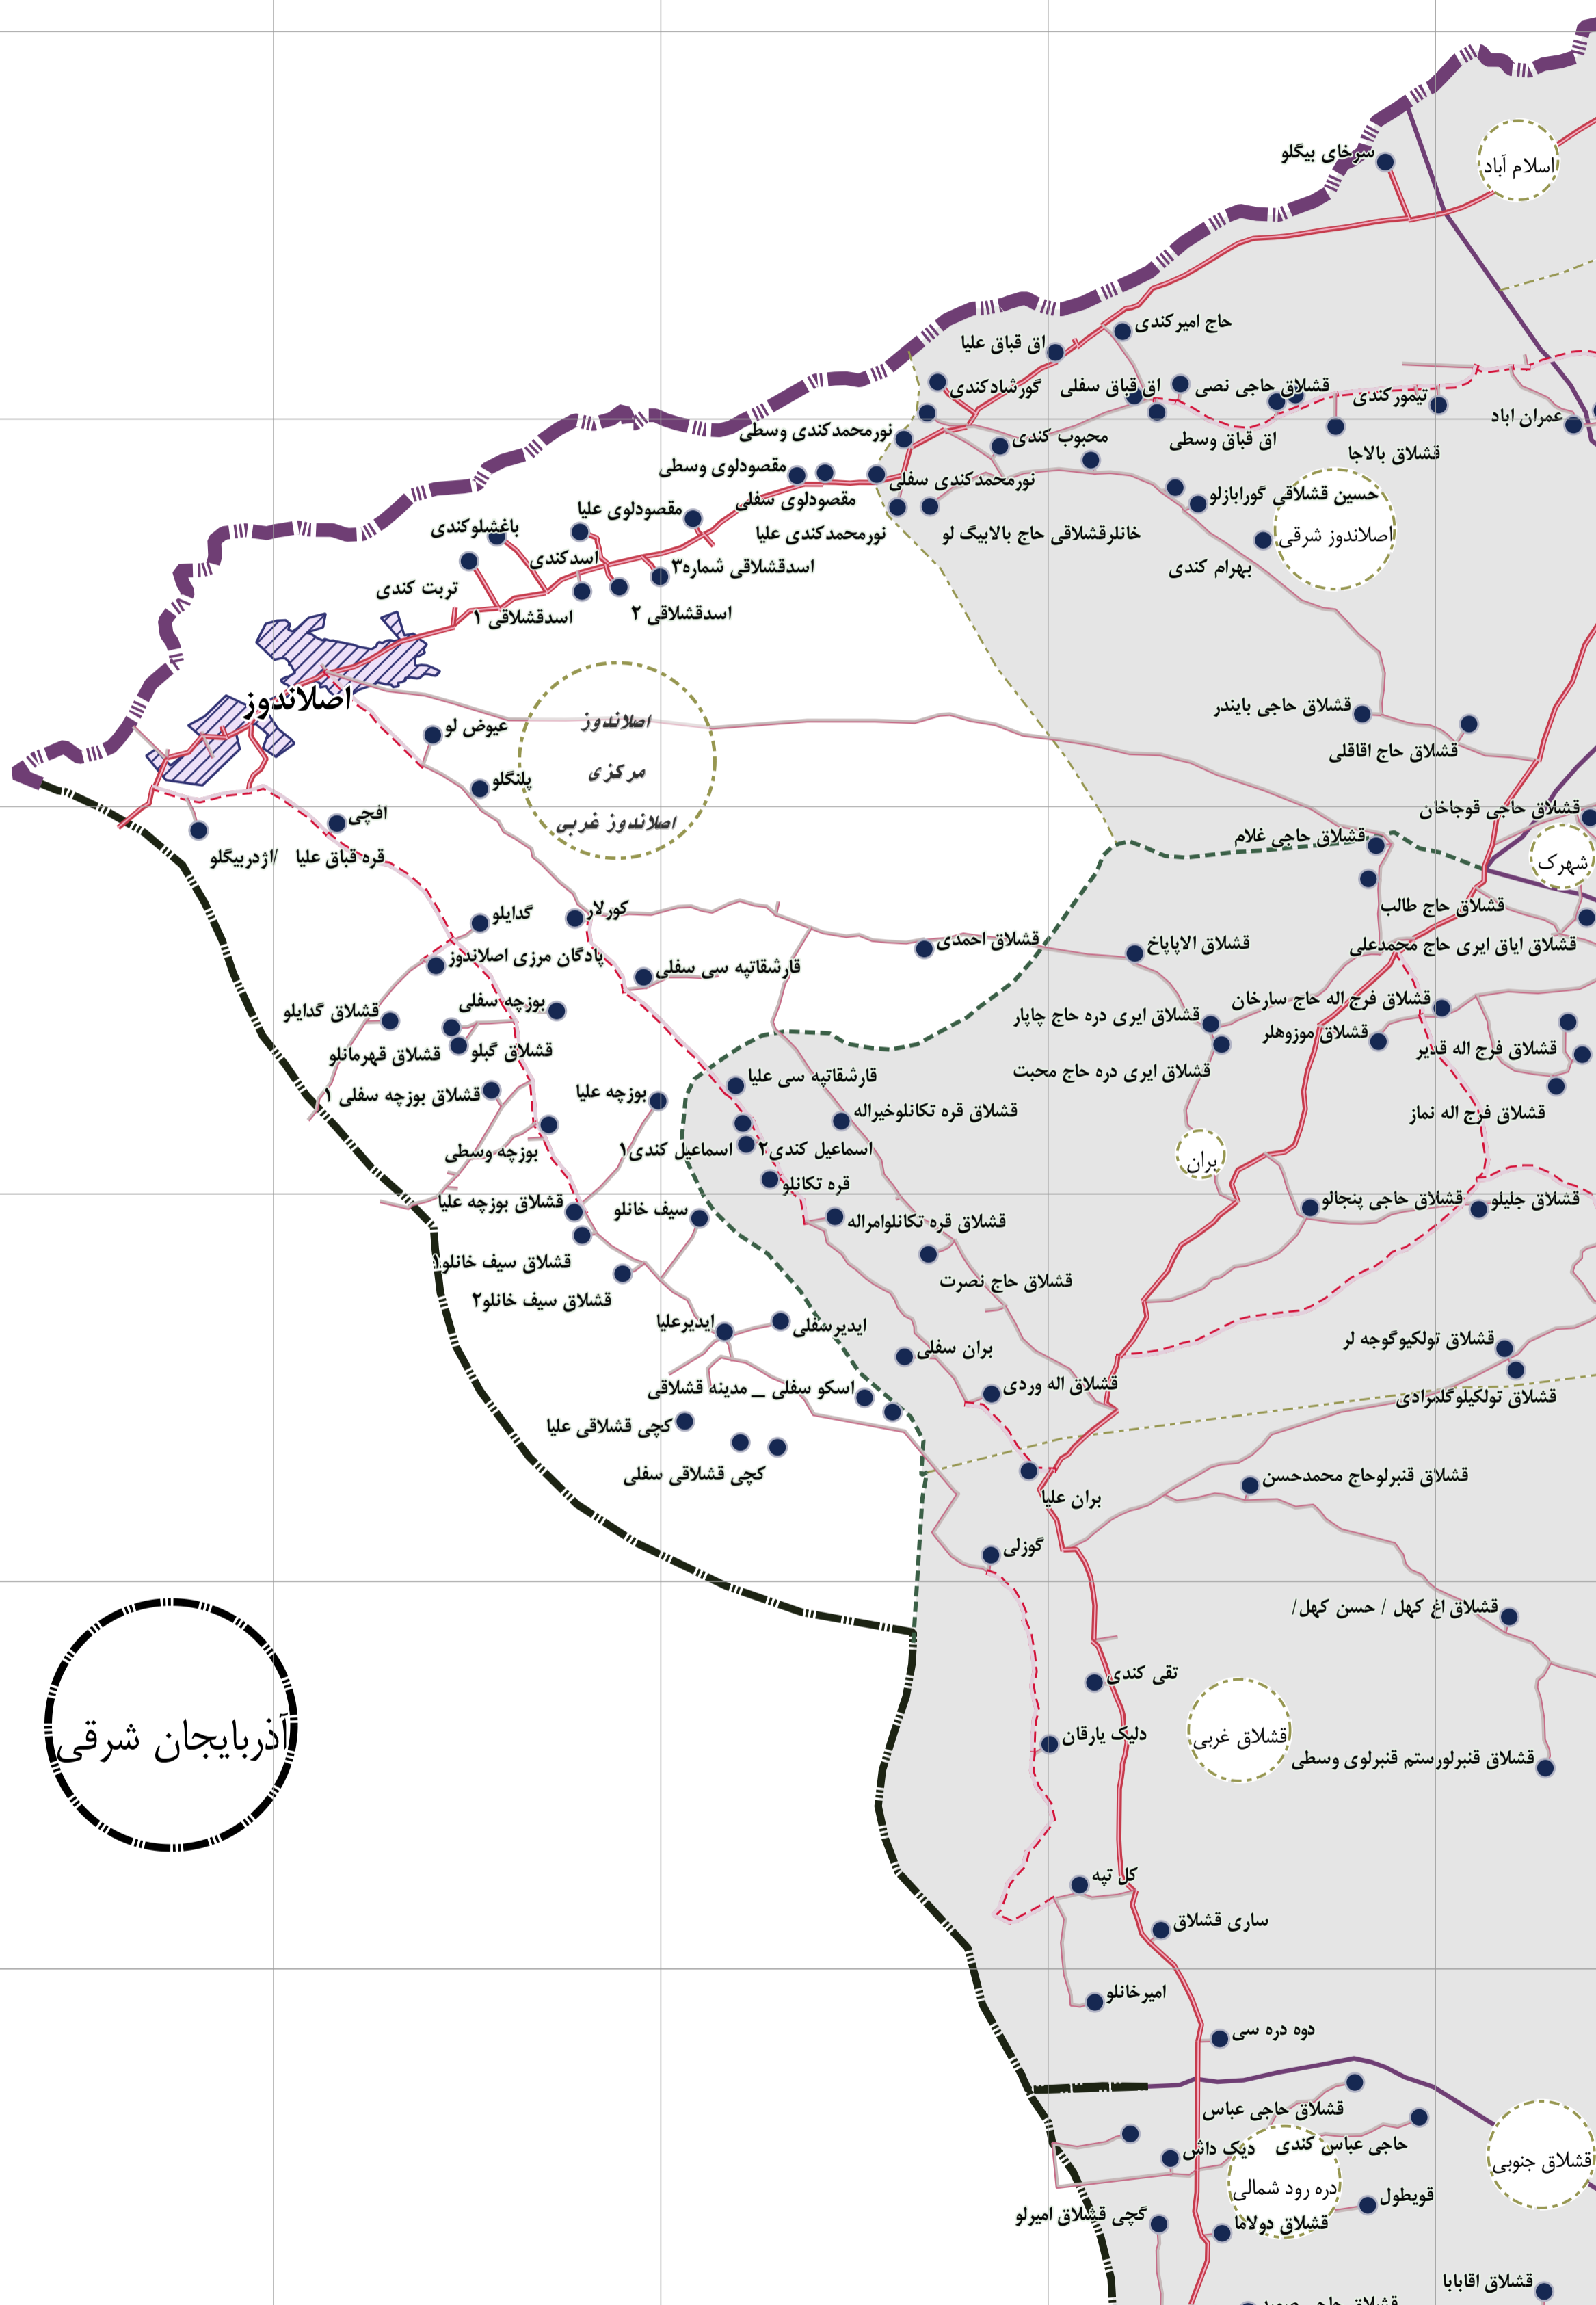 اسلام آباد
سرخای بیگلو
حاج امیرکندی
اق قباق علیا
گورشادکندی
اق قباق سفلی
قشلاق حاجی نصی
تیمورکندی
عمران اباد
نورمحمدکندی وسطی
محبوب کندی
اق قباق وسطی
قشلاق بالاجا
مقصودلوی وسطی
نورمحمدکندی سفلی
حسین قشلاقی گورابازلو
مقصودلوی سفلی
مقصودلوی علیا
نورمحمدکندی علیا
خانلرقشلاقی حاج بالابیگ لو
اصلاندوز شرقی
باغشلوکندی
اسدکندی
اسدقشلاقی شماره۳
بهرام کندی
تربت کندی
اسدقشلاقی ۱
اسدقشلاقی ۲
اصلاندوز
عیوض لو
اصلاندوز
مرکزی
اصلاندوز غربی
قشلاق حاجی بایندر
قشلاق حاج اقاقلی
پلنگلو
افچی
قره قباق علیا
/اژدربیگلو
قشلاق حاجی قوجاخان
قشلاق حاجی غلام
شهرک
قشلاق حاج طالب
گدایلو
کورلار
قشلاق احمدی
قشلاق الاپاپاخ
قشلاق ایاق ایری حاج محمدعلی
پادگان مرزی اصلاندوز
قارشقاتپه سی سفلی
قشلاق گدایلو
بوزچه سفلی
قشلاق ایری دره حاج چاپار
قشلاق فرج اله حاج سارخان
قشلاق موزوهلر
قشلاق فرج اله قدیر
قشلاق قهرمانلو
قشلاق گبلو
قشلاق ایری دره حاج محبت
قشلاق بوزچه سفلی ۱
بوزچه علیا
قارشقاتپه سی علیا
قشلاق قره تکانلوخیراله
قشلاق فرج اله نماز
بوزچه وسطی
اسماعیل کندی۱
اسماعیل کندی۲
بران
قره تکانلو
قشلاق بوزچه علیا
سیف خانلو
قشلاق قره تکانلوامراله
قشلاق حاجی پنجالو
قشلاق جلیلو
قشلاق سیف خانلو۱
قشلاق حاج نصرت
قشلاق سیف خانلو۲
ایدیرعلیا
ایدیرسفلی
بران سفلی
قشلاق تولکیوگوجه لر
اسکو سفلی _ مدینه قشلاقی
قشلاق اله وردی
قشلاق تولکیلوگلمرادی
کچی قشلاقی علیا
کچی قشلاقی سفلی
قشلاق قنبرلوحاج محمدحسن
بران علیا
گوزلی
قشلاق اغ کهل / حسن کهل/
تقی کندی
آذربایجان شرقی
دلیک یارقان
قشلاق غربی
قشلاق قنبرلورستم قنبرلوی وسطی
کل تپه
ساری قشلاق
امیرخانلو
دوه دره سی
قشلاق حاجی عباس
حاجی عباس کندی
دیک داش
قشلاق جنوبی
دره رود شمالی
قویطول
گچی قشلاق امیرلو
قشلاق دولاما
قشلاق اقابابا